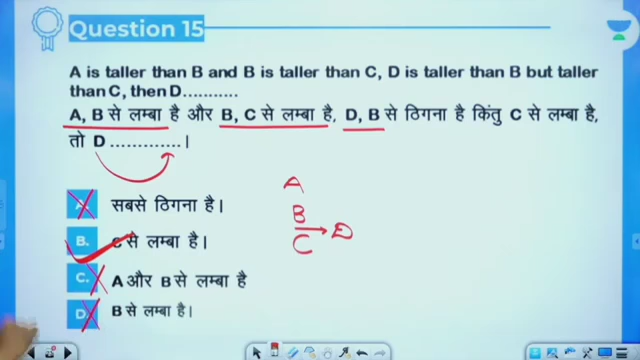 Question 15
A is taller than B and B is taller than C, D is taller than B but taller
than C, then D...........
A, B से लम्बा है और B, C से लम्बा है, D, B से ठिगना है किंतु C से लम्बा है,
तो D .............।
A. सबसे ठिगना है।
B. C से लम्बा है।
C. A और B से लम्बा है
D. B से लम्बा है।
A
B
C → D